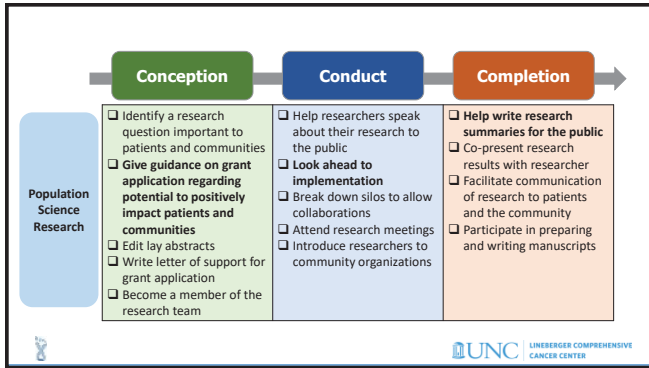 Conception
Conduct
Completion
Population
Science
Research
❑ Identify a research
question important to
patients and communities
❑ Give guidance on grant
application regarding
potential to positively
impact patients and
communities
❑ Edit lay abstracts
❑ Write letter of support for
grant application
❑ Become a member of the
research team
❑ Help researchers speak
about their research to
the public
❑ Look ahead to
implementation
❑ Break down silos to allow
collaborations
❑ Attend research meetings
❑ Introduce researchers to
community organizations
❑ Help write research
summaries for the public
❑ Co-present research
results with researcher
❑ Facilitate communication
of research to patients
and the community
❑ Participate in preparing
and writing manuscripts
UNC
LINEBERGER COMPREHENSIVE
CANCER CENTER